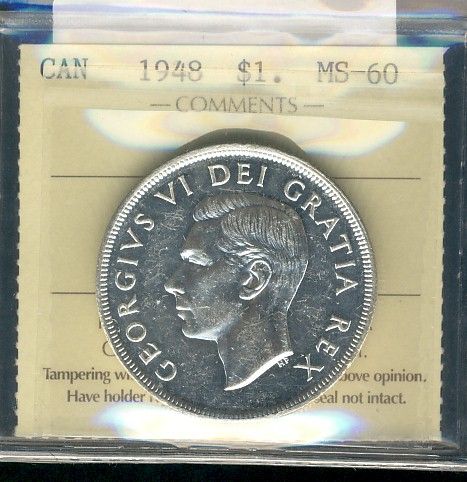 CAN 1948 $1. MS-60
COMMENTS
GEORGIVS VI DEI GRATIA REX
HP
Tampering bove opinion.
Have holder eal not intact.